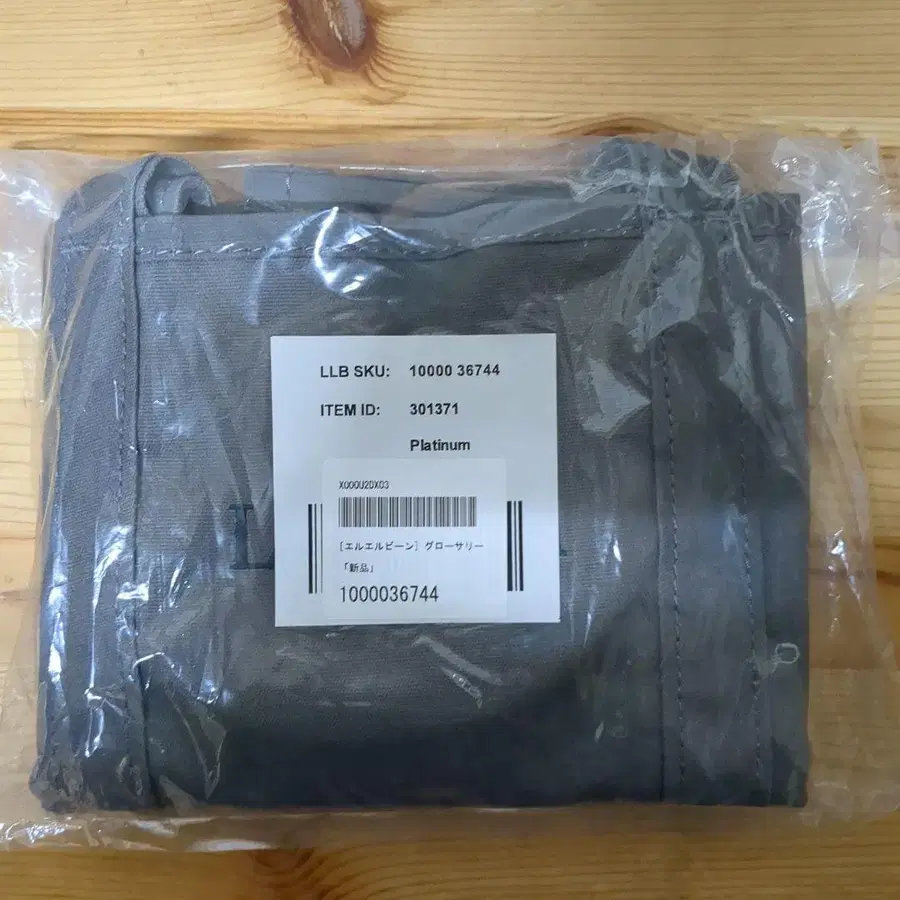 LLB SKU: 10000 36744
ITEM ID: 301371
Platinum
X000U2DX03
[エルエルビーン] グローサリー
「新品」
1000036744
L